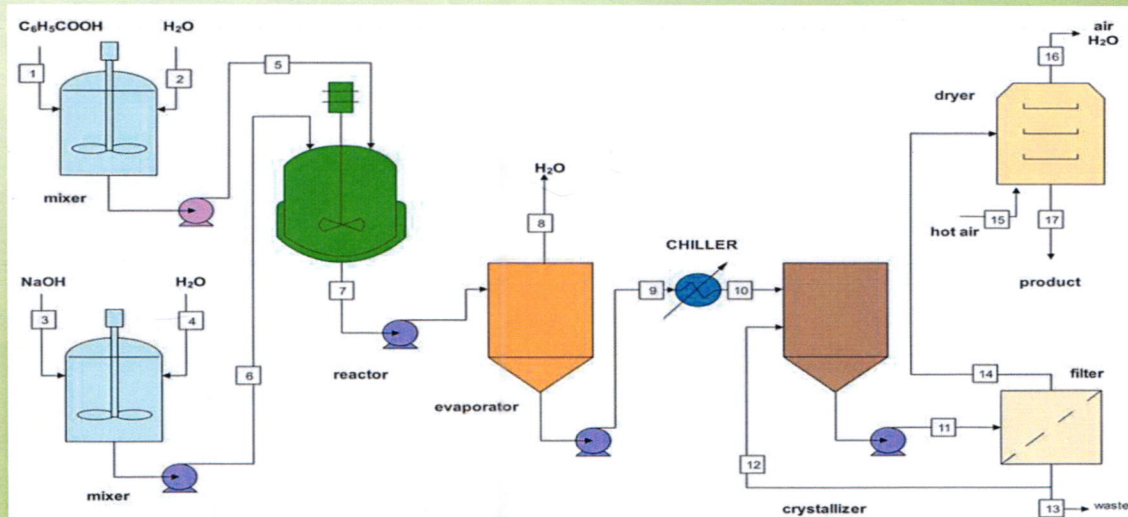 C₆H₅COOH
H₂O
1
2
mixer
5
NaOH
H₂O
3
4
6
mixer
7
reactor
H₂O
8
evaporator
CHILLER
9
10
12
crystallizer
11
filter
14
13
waste
air
H₂O
16
dryer
15
hot air
17
product